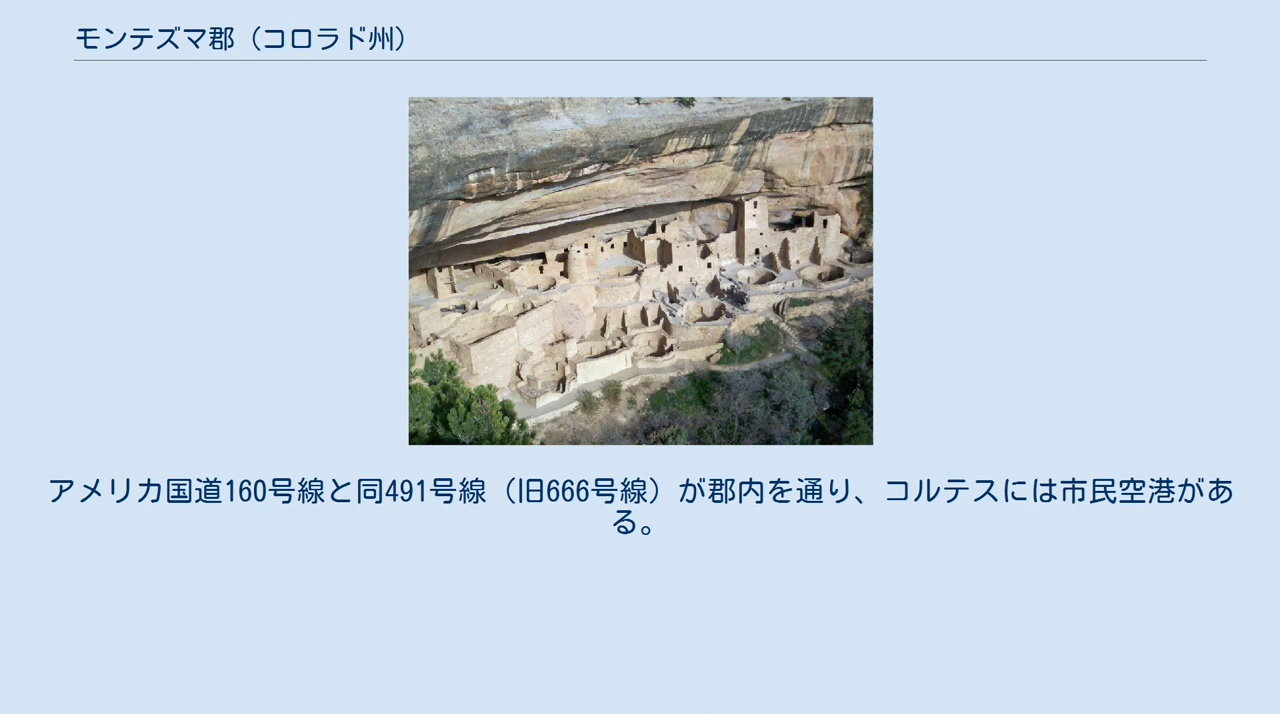 モンテズマ郡（コロラド州）
アメリカ国道160号線と同491号線（旧666号線）が郡内を通り、コルテスには市民空港があ
る。